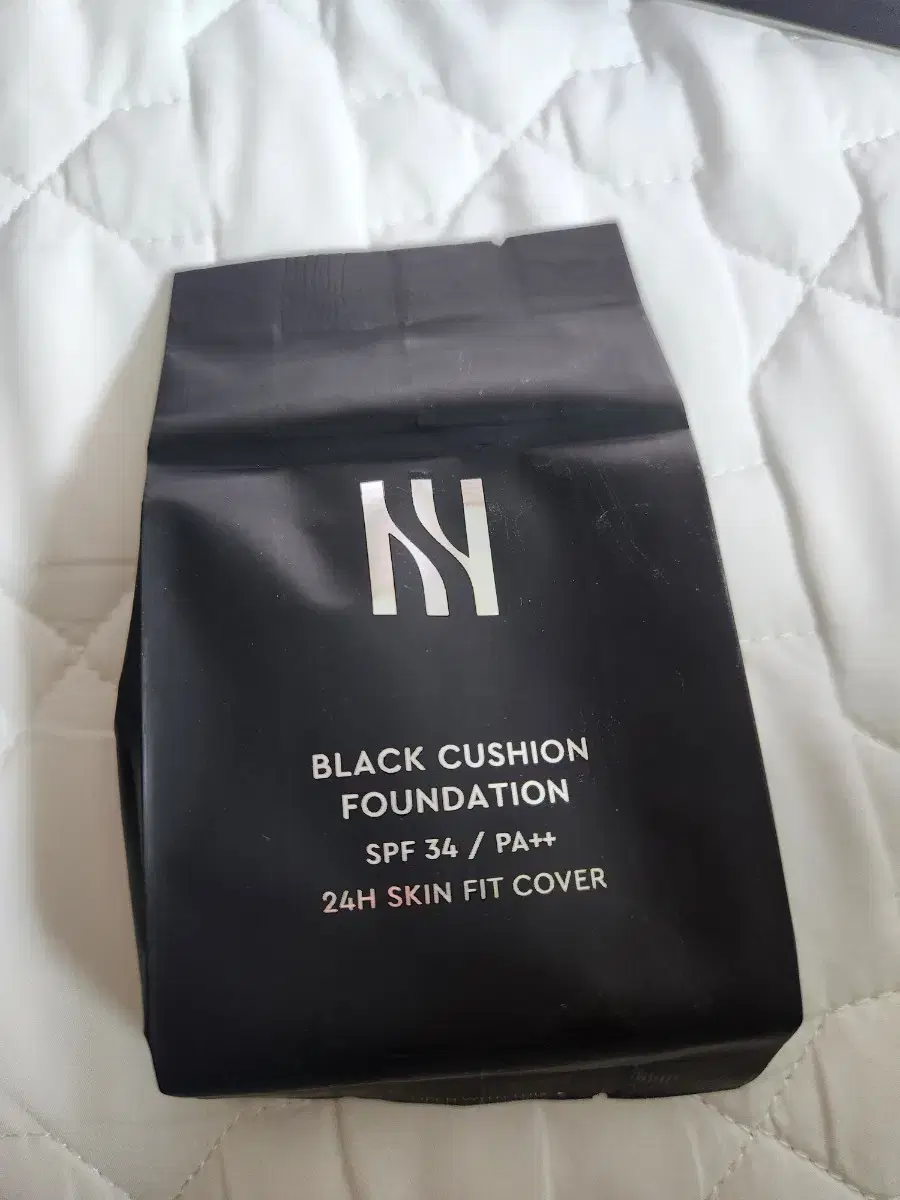 BLACK CUSHION
FOUNDATION
SPF 34 / PA++
24H SKIN FIT COVER